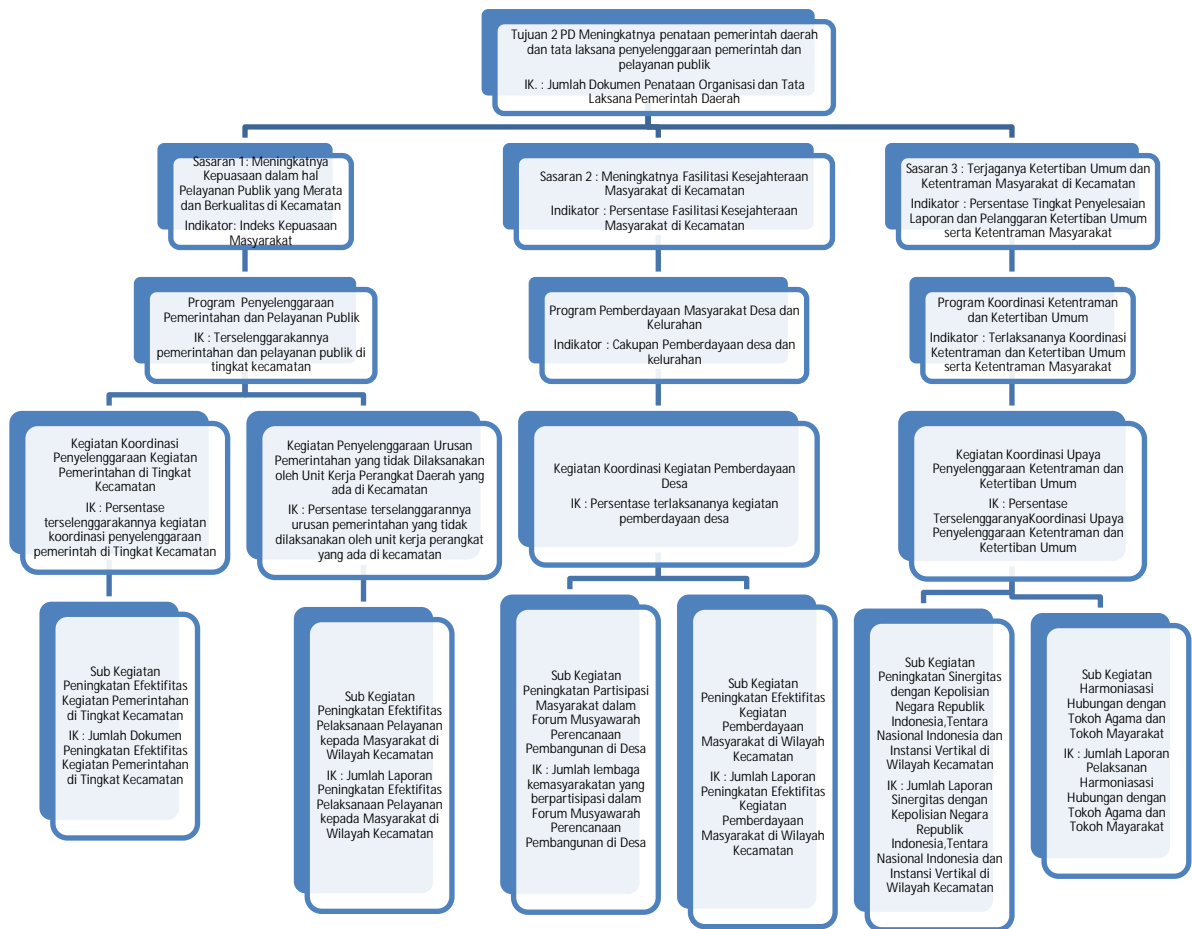 Tujuan 2 PD Meningkatnya penataan pemerintah daerah
dan tata laksana penyelenggaraan pemerintah dan
pelayanan publik
IK. : Jumlah Dokumen Penataan Organisasi dan Tata
Laksana Pemerintah Daerah
Sasaran 1: Meningkatnya
Kepuasaan dalam hal
Pelayanan Publik yang Merata
dan Berkualitas di Kecamatan
Indikator: Indeks Kepuasaan
Masyarakat
Sasaran 2 : Meningkatnya Fasilitasi Kesejahteraan
Masyarakat di Kecamatan
Indikator : Persentase Fasilitasi Kesejahteraan
Masyarakat di Kecamatan
Sasaran 3 : Terjaganya Ketertiban Umum dan
Ketentraman Masyarakat di Kecamatan
Indikator : Persentase Tingkat Penyelesaian
Laporan dan Pelanggaran Ketertiban Umum
serta Ketentraman Masyarakat
Program Penyelenggaraan
Pemerintahan dan Pelayanan Publik
IK : Terselenggarakannya
pemerintahan dan pelayanan publik di
tingkat kecamatan
Program Pemberdayaan Masyarakat Desa dan
Kelurahan
Indikator : Cakupan Pemberdayaan desa dan
kelurahan
Program Koordinasi Ketentraman
dan Ketertiban Umum
Indikator : Terlaksananya Koordinasi
Ketentraman dan Ketertiban Umum
serta Ketentraman Masyarakat
Kegiatan Koordinasi
Penyelenggaraan Kegiatan
Pemerintahan di Tingkat
Kecamatan
IK : Persentase
terselenggarakannya kegiatan
koordinasi penyelenggaraan
pemerintah di Tingkat Kecamatan
Kegiatan Penyelenggaraan Urusan
Pemerintahan yang tidak Dilaksanakan
oleh Unit Kerja Perangkat Daerah yang
ada di Kecamatan
IK : Persentase terselanggarannya
urusan pemerintahan yang tidak
dilaksanakan oleh unit kerja perangkat
yang ada di kecamatan
Kegiatan Koordinasi Kegiatan Pemberdayaan
Desa
IK : Persentase terlaksananya kegiatan
pemberdayaan desa
Kegiatan Koordinasi Upaya
Penyelenggaraan Ketentraman dan
Ketertiban Umum
IK : Persentase
TerselenggaranyaKoordinasi Upaya
Penyelenggaraan Ketentraman dan
Ketertiban Umum
Sub Kegiatan
Peningkatan Efektifitas
Kegiatan Pemerintahan
di Tingkat Kecamatan
IK : Jumlah Dokumen
Peningkatan Efektifitas
Kegiatan Pemerintahan
di Tingkat Kecamatan
Sub Kegiatan
Peningkatan Efektifitas
Pelaksanaan Pelayanan
kepada Masyarakat di
Wilayah Kecamatan
IK : Jumlah Laporan
Peningkatan Efektifitas
Pelaksanaan Pelayanan
kepada Masyarakat di
Wilayah Kecamatan
Sub Kegiatan
Peningkatan Partisipasi
Masyarakat dalam
Forum Musyawarah
Perencanaan
Pembangunan di Desa
IK : Jumlah lembaga
kemasyarakatan yang
berpartisipasi dalam
Forum Musyawarah
Perencanaan
Pembangunan di Desa
Sub Kegiatan
Peningkatan Efektifitas
Kegiatan
Pemberdayaan
Masyarakat di Wilayah
Kecamatan
IK : Jumlah Laporan
Peningkatan Efektifitas
Kegiatan
Pemberdayaan
Masyarakat di Wilayah
Kecamatan
Sub Kegiatan
Peningkatan Sinergitas
dengan Kepolisian
Negara Republik
Indonesia,Tentara
Nasional Indonesia dan
Instansi Vertikal di
Wilayah Kecamatan
IK : Jumlah Laporan
Sinergitas dengan
Kepolisian Negara
Republik
Indonesia,Tentara
Nasional Indonesia dan
Instansi Vertikal di
Wilayah Kecamatan
Sub Kegiatan
Harmoniasasi
Hubungan dengan
Tokoh Agama dan
Tokoh Mayarakat
IK : Jumlah Laporan
Pelaksanan
Harmoniasasi
Hubungan dengan
Tokoh Agama dan
Tokoh Mayarakat